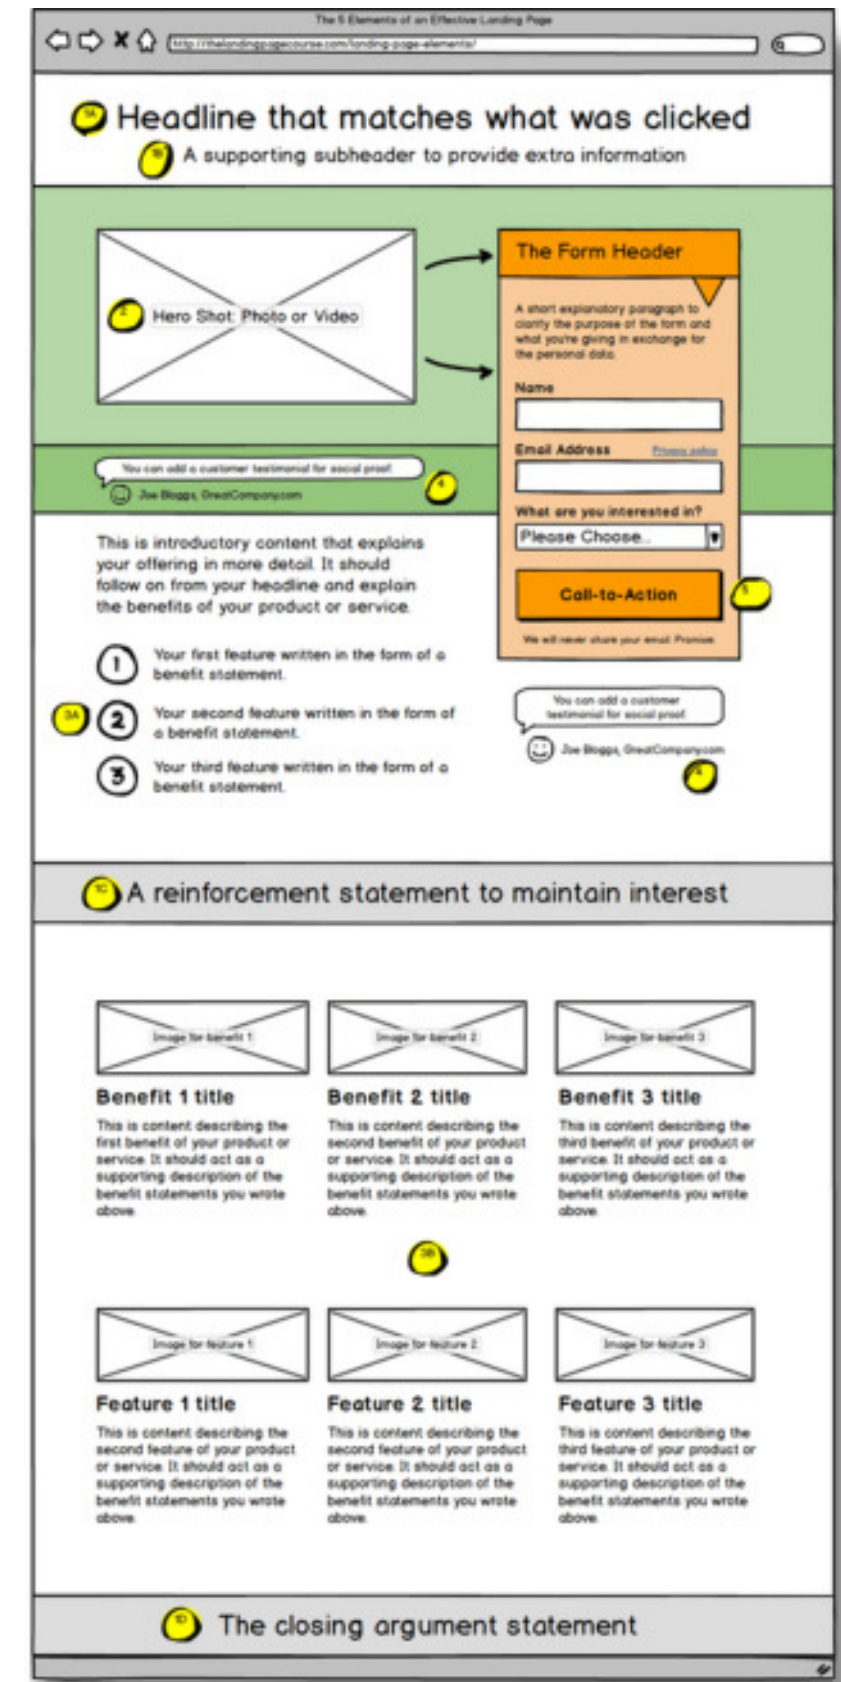 The 5 Elements of an Effective Landing Page
http://thelandingpagecourse.com/landing-page-elements/
1A
Headline that matches what was clicked
1B
A supporting subheader to provide extra information
2
Hero Shot: Photo or Video
The Form Header
A short explanatory paragraph to
clarify the purpose of the form and
what you're giving in exchange for
the personal data.
Name
Email Address Privacy policy
What are you interested in?
Please Choose...
Call-to-Action
5
We will never share your email. Promise.
You can add a customer testimonial for social proof.
Joe Bloggs, GreatCompany.com
4
This is introductory content that explains
your offering in more detail. It should
follow on from your headline and explain
the benefits of your product or service.
1
Your first feature written in the form of a
benefit statement.
3A
2
Your second feature written in the form of
a benefit statement.
3
Your third feature written in the form of a
benefit statement.
You can add a customer
testimonial for social proof.
Joe Bloggs, GreatCompany.com
4
1C
A reinforcement statement to maintain interest
Image for benefit 1
Benefit 1 title
This is content describing the
first benefit of your product or
service. It should act as a
supporting description of the
benefit statements you wrote
above.
Image for benefit 2
Benefit 2 title
This is content describing the
second benefit of your product
or service. It should act as a
supporting description of the
benefit statements you wrote
above.
Image for benefit 3
Benefit 3 title
This is content describing the
third benefit of your product or
service. It should act as a
supporting description of the
benefit statements you wrote
above.
3B
Image for feature 1
Feature 1 title
This is content describing the
second feature of your product
or service. It should act as a
supporting description of the
benefit statements you wrote
above.
Image for feature 2
Feature 2 title
This is content describing the
second feature of your product
or service. It should act as a
supporting description of the
benefit statements you wrote
above.
Image for feature 3
Feature 3 title
This is content describing the
third feature of your product or
service. It should act as a
supporting description of the
benefit statements you wrote
above.
1D
The closing argument statement